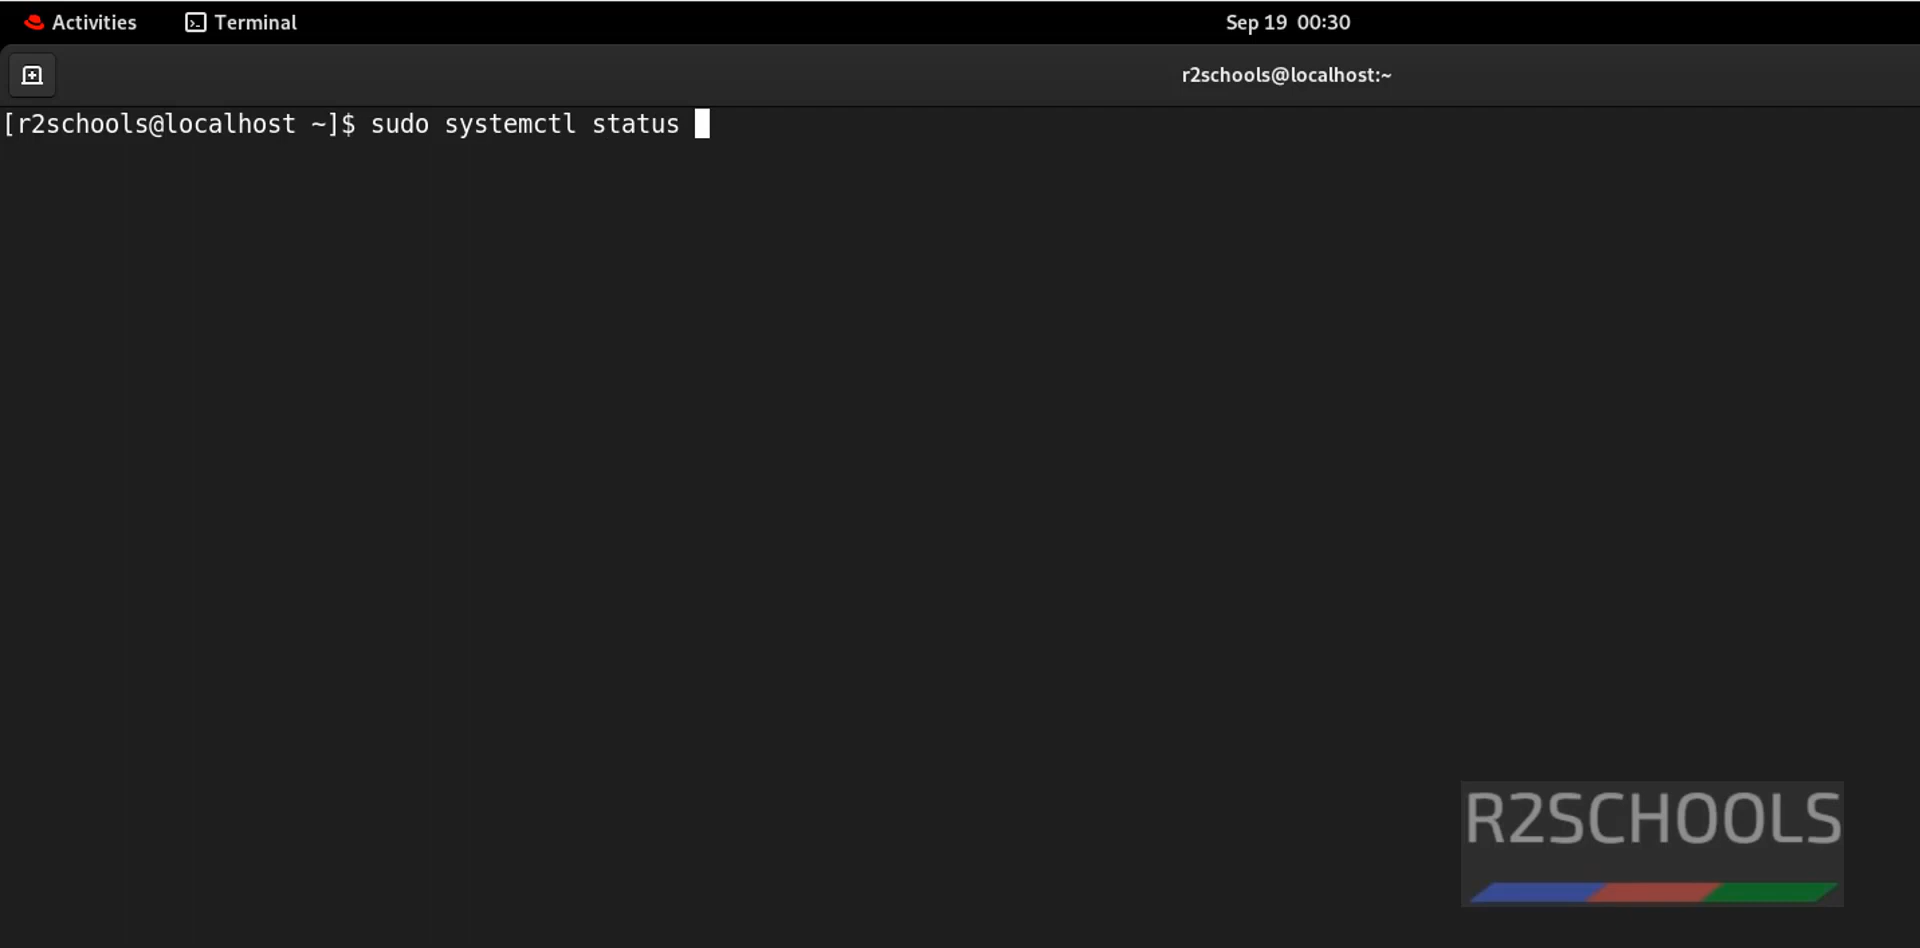 Activities Terminal Sep 19 00:30
r2schools@localhost:~
[r2schools@localhost ~]$ sudo systemctl status
R2SCHOOLS